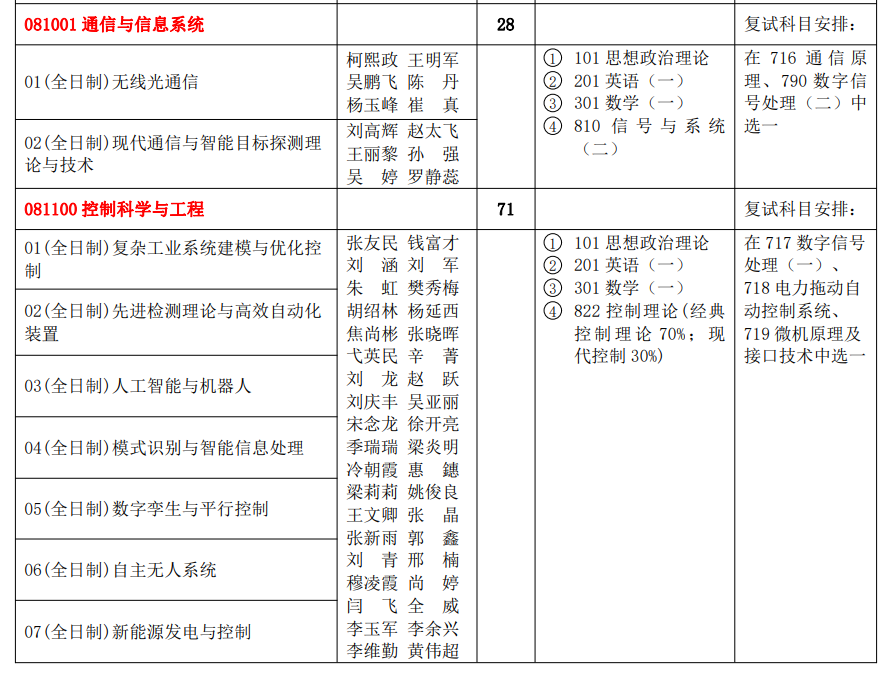 081001 通信与信息系统
28
复试科目安排：
01(全日制)无线光通信
柯熙政 王明军
吴鹏飞 陈 丹
杨玉峰 崔 真
02(全日制)现代通信与智能目标探测理
论与技术
刘高辉 赵太飞
王丽黎 孙 强
吴 婷 罗静蕊
① 101 思想政治理论
② 201 英语（一）
③ 301 数学（一）
④ 810 信号与系统
（二）
在 716 通信原
理、790 数字信
号处理（二）中
选一
081100 控制科学与工程
71
复试科目安排：
01(全日制)复杂工业系统建模与优化控
制
02(全日制)先进检测理论与高效自动化
装置
03(全日制)人工智能与机器人
04(全日制)模式识别与智能信息处理
05(全日制)数字孪生与平行控制
06(全日制)自主无人系统
07(全日制)新能源发电与控制
张友民 钱富才
刘 涵 刘 军
朱 虹 樊秀梅
胡绍林 杨延西
焦尚彬 张晓晖
弋英民 辛 菁
刘 龙 赵 跃
刘庆丰 吴亚丽
宋念龙 徐开亮
季瑞瑞 梁炎明
冷朝霞 惠 鏸
梁莉莉 姚俊良
王文卿 张 晶
张新雨 郭 鑫
刘 青 邢 楠
穆凌霞 尚 婷
闫 飞 全 威
李玉军 李余兴
李维勤 黄伟超
① 101 思想政治理论
② 201 英语（一）
③ 301 数学（一）
④ 822 控制理论(经典
控制理论 70%；现
代控制 30%)
在 717 数字信号
处理（一）、
718 电力拖动自
动控制系统、
719 微机原理及
接口技术中选一